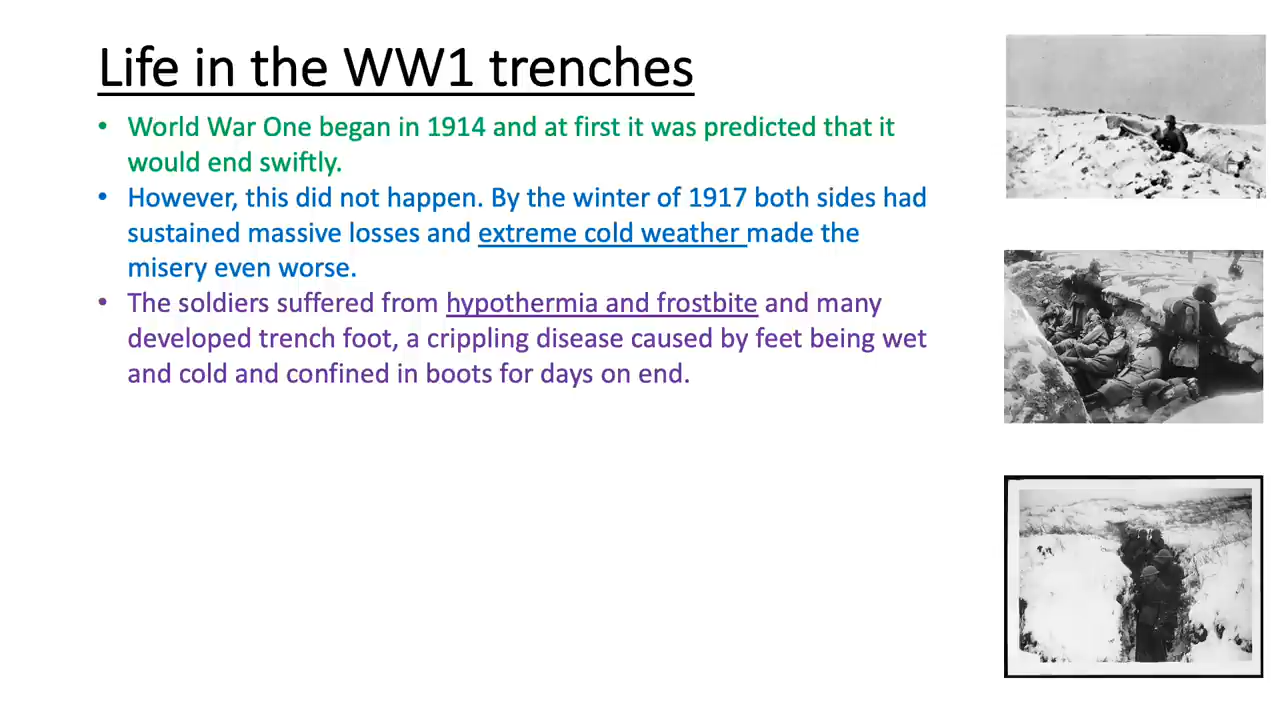 Life in the WW1 trenches
• World War One began in 1914 and at first it was predicted that it
would end swiftly.
• However, this did not happen. By the winter of 1917 both sides had
sustained massive losses and extreme cold weather made the
misery even worse.
• The soldiers suffered from hypothermia and frostbite and many
developed trench foot, a crippling disease caused by feet being wet
and cold and confined in boots for days on end.